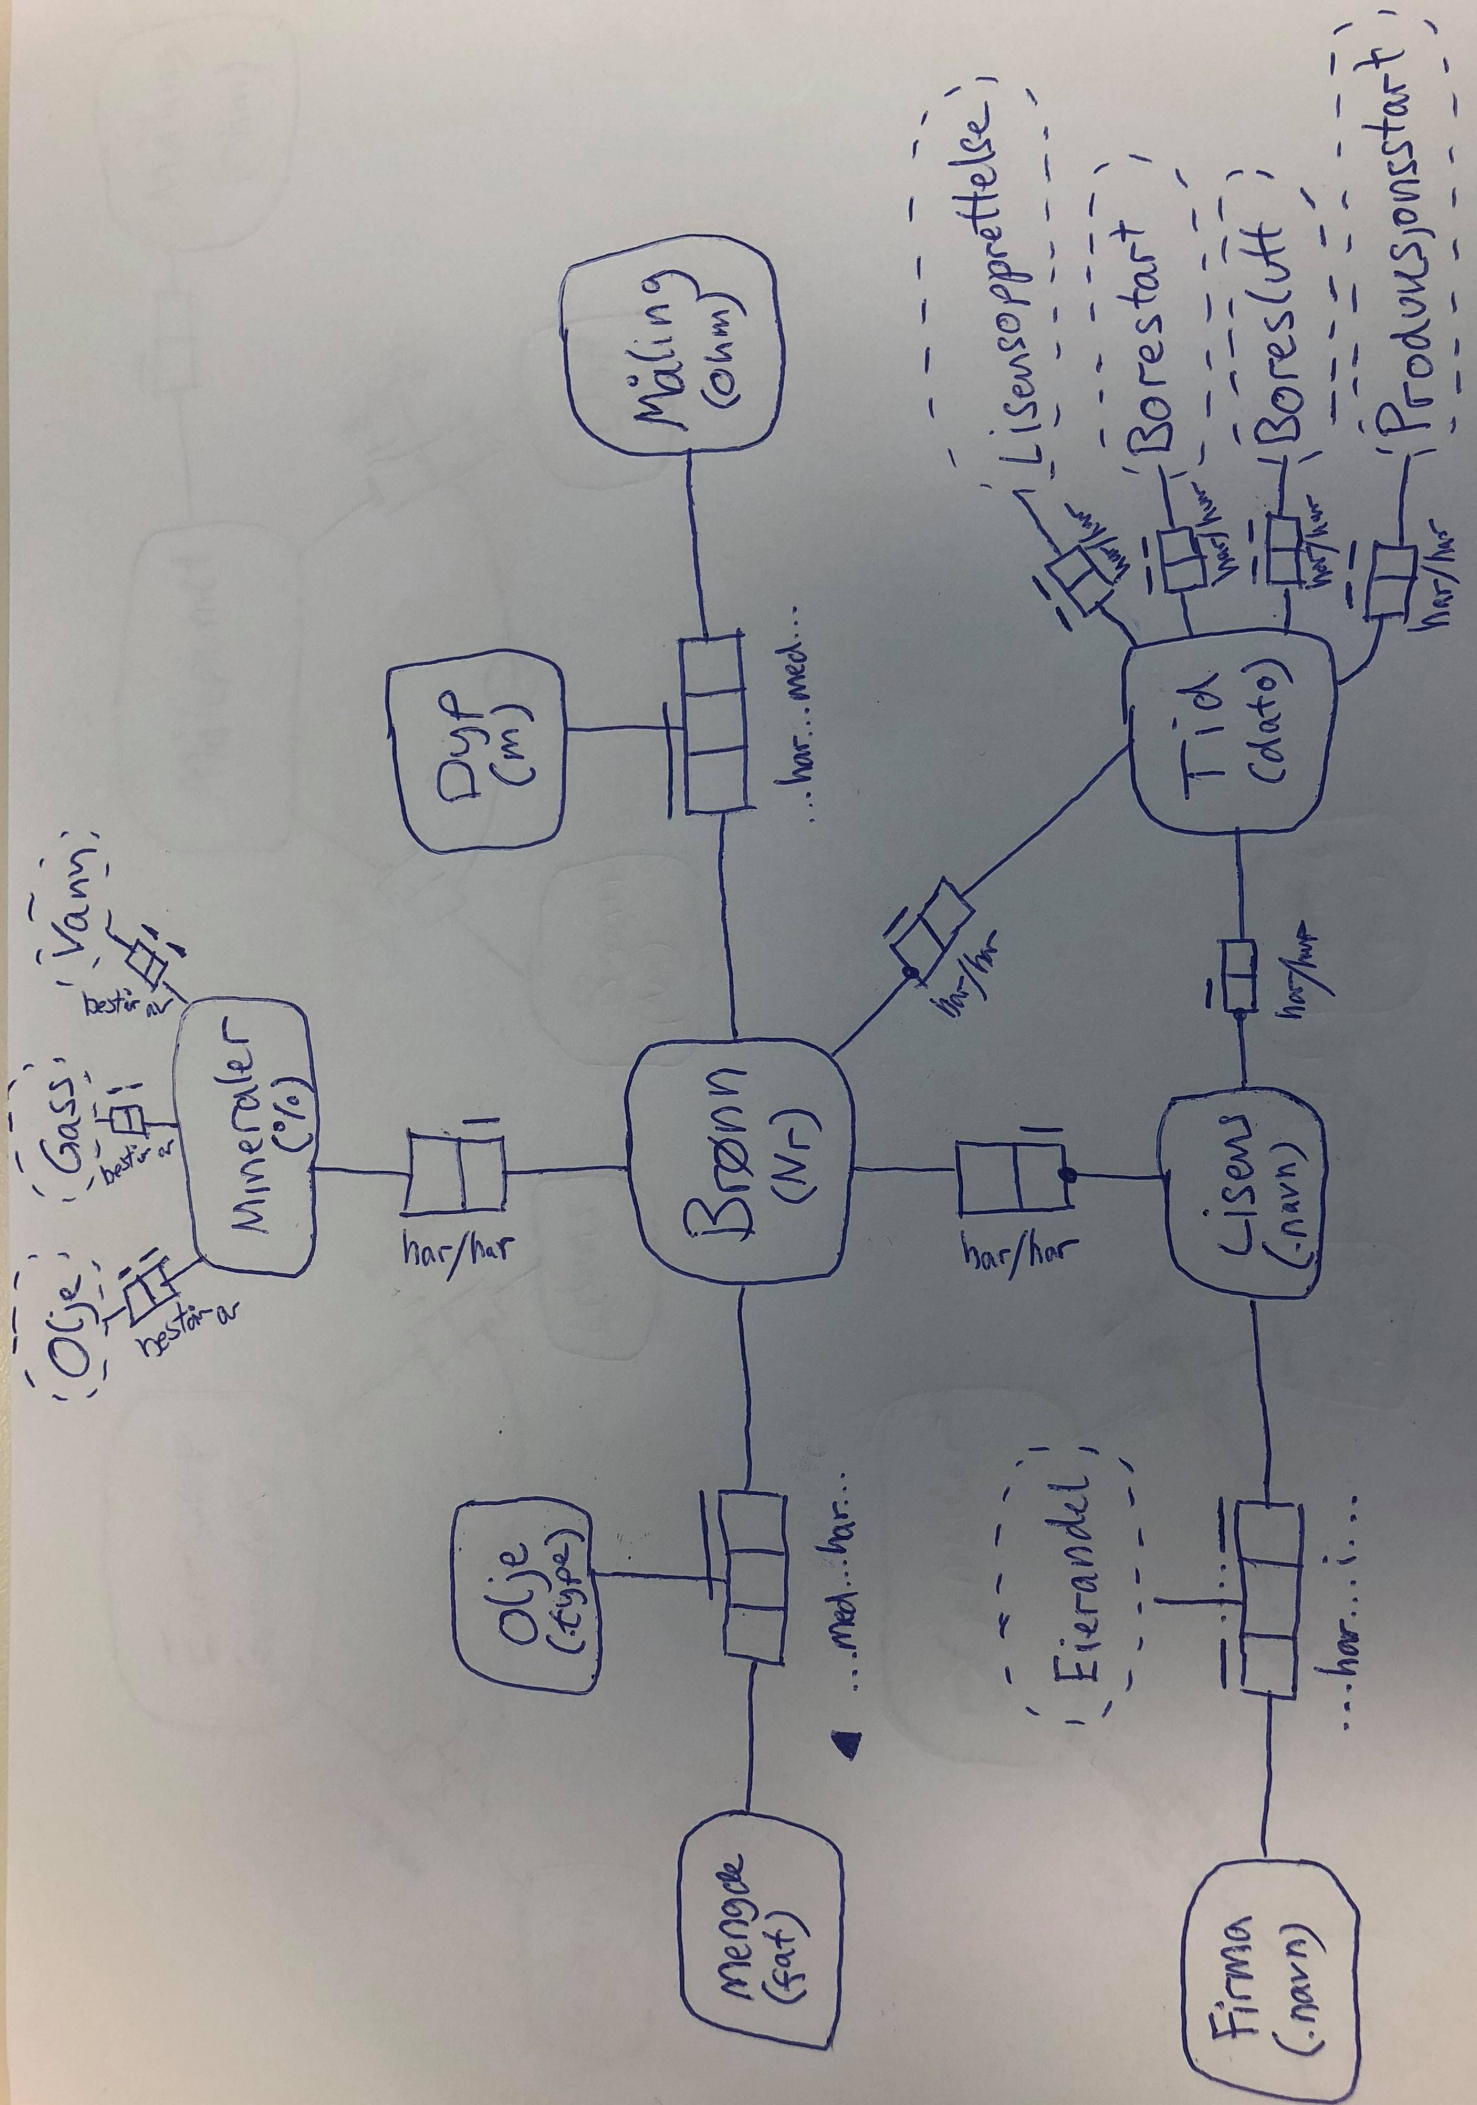 Olje
Gass
Vann
består
av
består
av
består
av
Mineraler
(%)
har/har
Olje
(.type)
Dyp
(m)
Mengde
(fat)
Brønn
(Nr)
Måling
(ohm)
...med...har...
...har...med...
har/har
har/har
Lisensopprettelse
har/har
Eierandel
Borestart
har/har
Firma
(.navn)
Lisens
(.navn)
Tid
(dato)
Boreslutt
har/har
...har...i...
har/har
Produksjonsstart
har/har